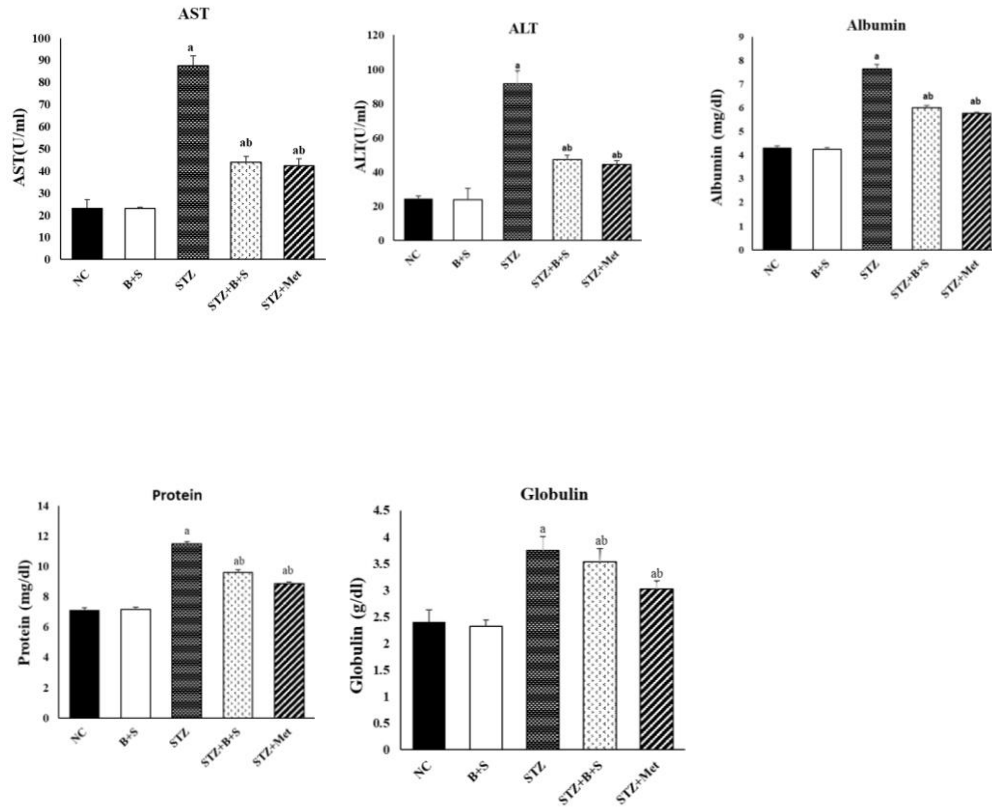 AST
AST(U/ml)
100
90
80
70
60
50
40
30
20
10
0
a
ab
ab
NC
B+S
STZ
STZ+B+S
STZ+Met
ALT
ALT(U/ml)
120
100
80
60
40
20
0
a
ab
ab
NC
B+S
STZ
STZ+B+S
STZ+Met
Albumin
Albumin (mg/dl)
9
8
7
6
5
4
3
2
1
0
a
ab
ab
NC
B+S
STZ
STZ+B+S
STZ+Met
Protein
Protein (mg/dl)
14
12
10
8
6
4
2
0
a
ab
ab
NC
B+S
STZ
STZ+B+S
STZ+Met
Globulin
Globulin (g/dl)
4.5
4
3.5
3
2.5
2
1.5
1
0.5
0
a
ab
ab
NC
B+S
STZ
STZ+B+S
STZ+Met